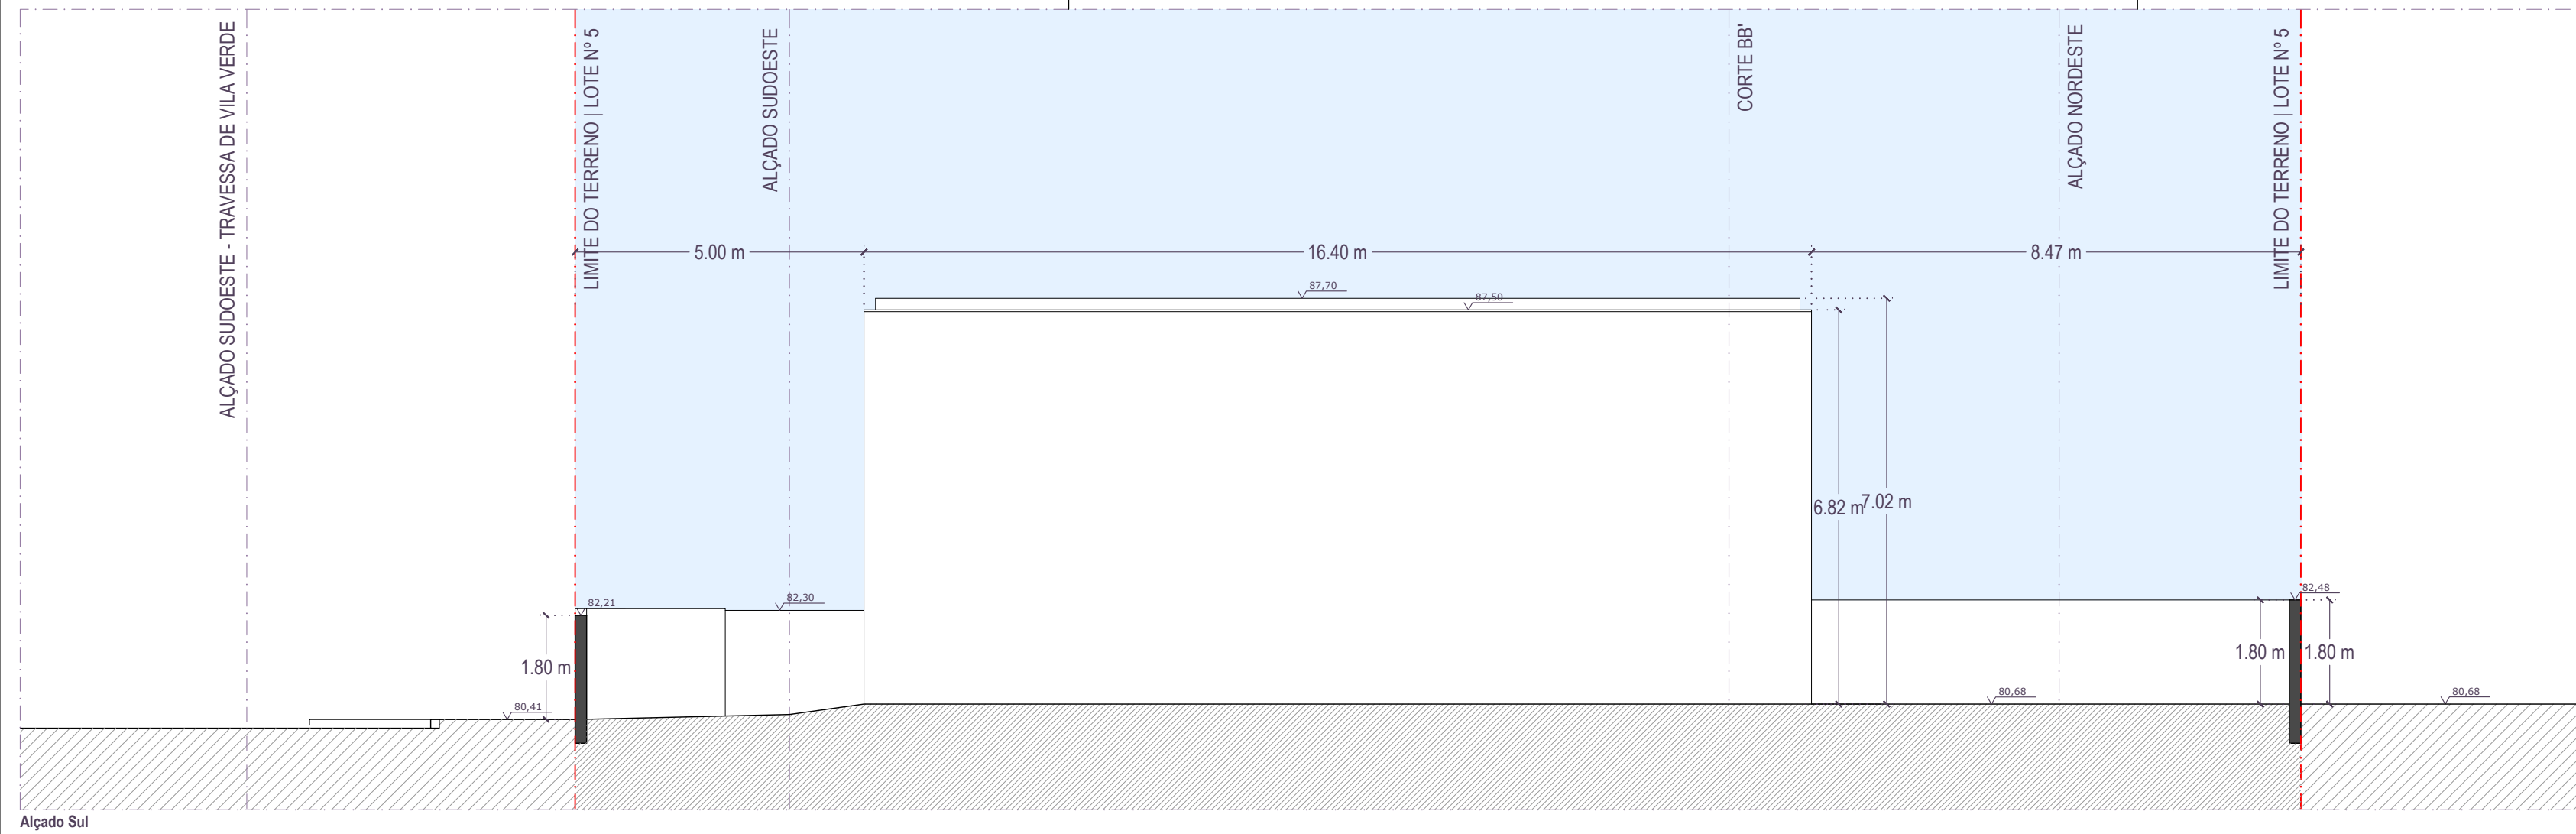 ALÇADO SUDOESTE - TRAVESSA DE VILA VERDE
LIMITE DO TERRENO | LOTE Nº 5
ALÇADO SUDOESTE
CORTE BB'
ALÇADO NORDESTE
LIMITE DO TERRENO | LOTE Nº 5
5.00 m
16.40 m
8.47 m
87,70
87,50
6.82 m
7.02 m
82,21
82,30
82,48
1.80 m
1.80 m
1.80 m
80,41
80,68
80,68
Alçado Sul